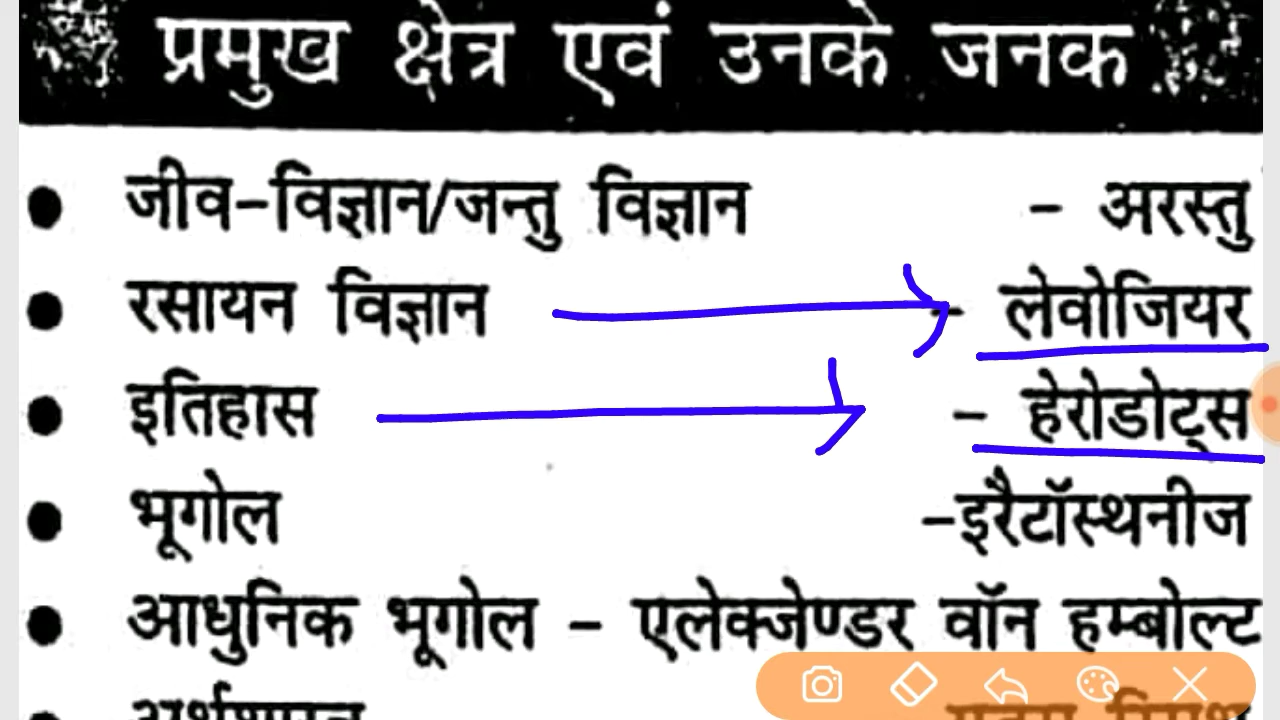 प्रमुख क्षेत्र एवं उनके जनक
● जीव-विज्ञान/जन्तु विज्ञान - अरस्तु
● रसायन विज्ञान - लेवोजियर
● इतिहास - हेरोडोट्स
● भूगोल -इरैटॉस्थनीज
● आधुनिक भूगोल - एलेक्जेण्डर वॉन हम्बोल्ट